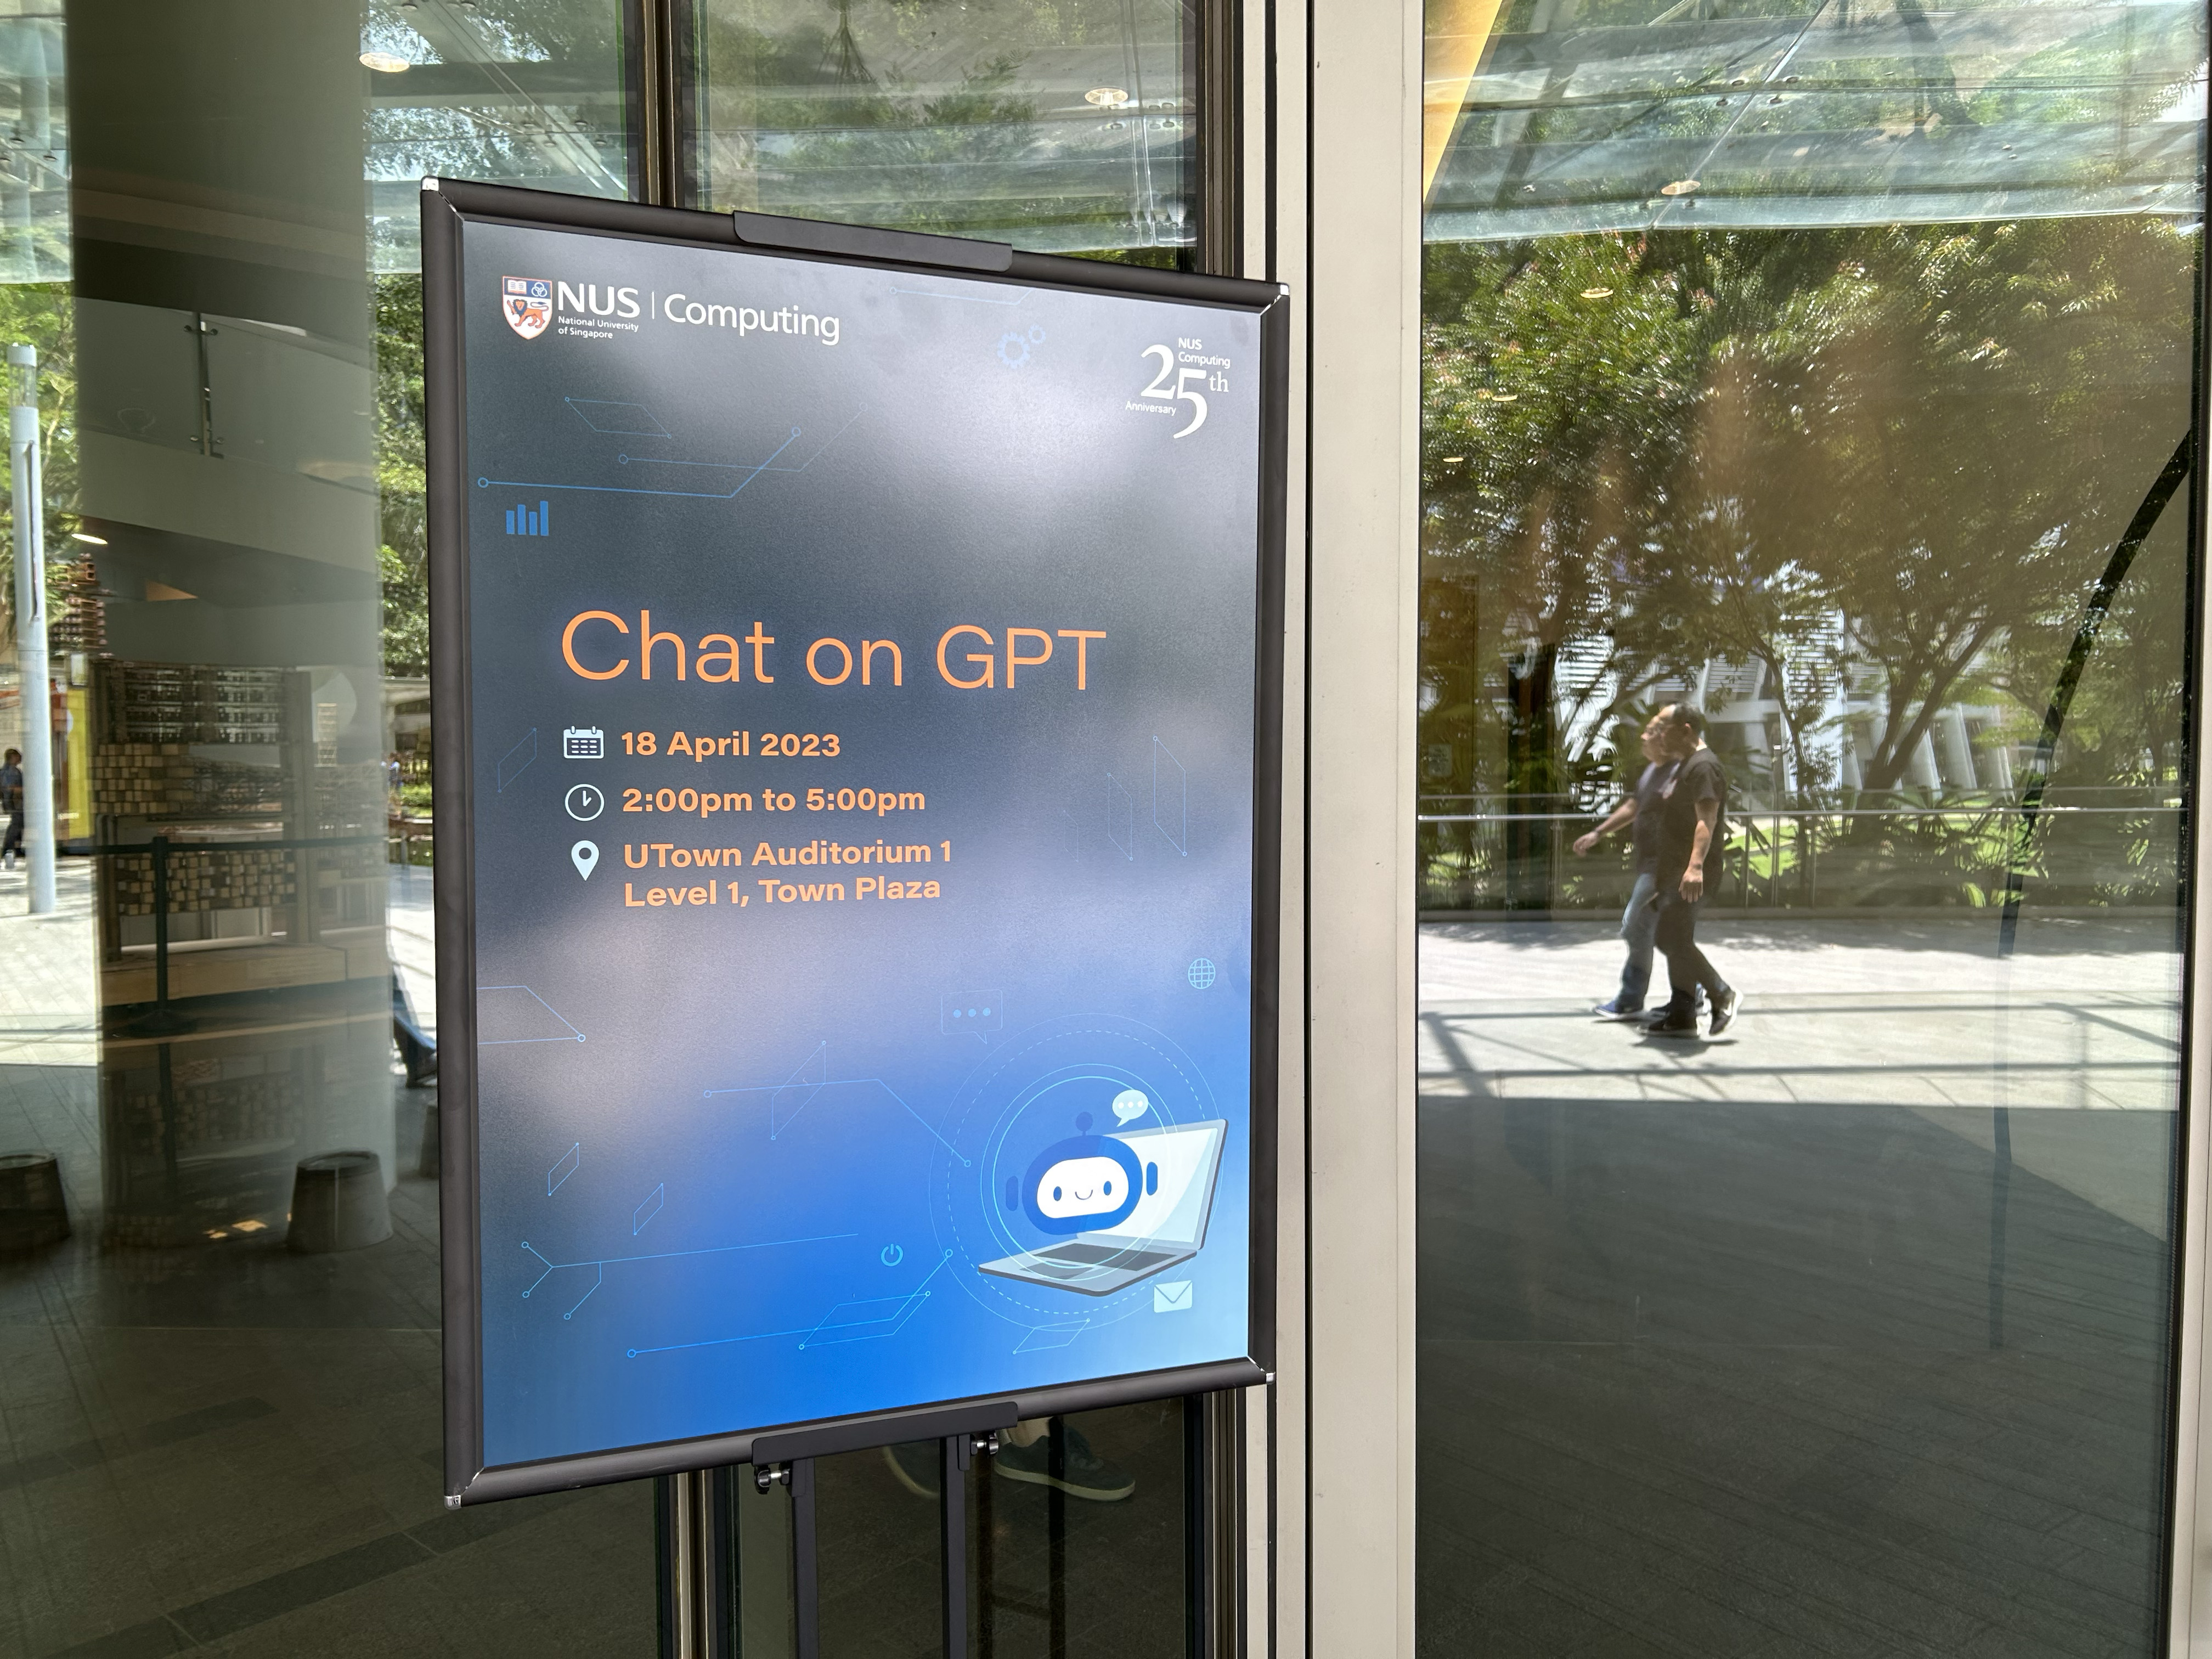 NUS | Computing
National University
of Singapore
NUS
Computing
25th
Anniversary
Chat on GPT
18 April 2023
2:00pm to 5:00pm
UTown Auditorium 1
Level 1, Town Plaza